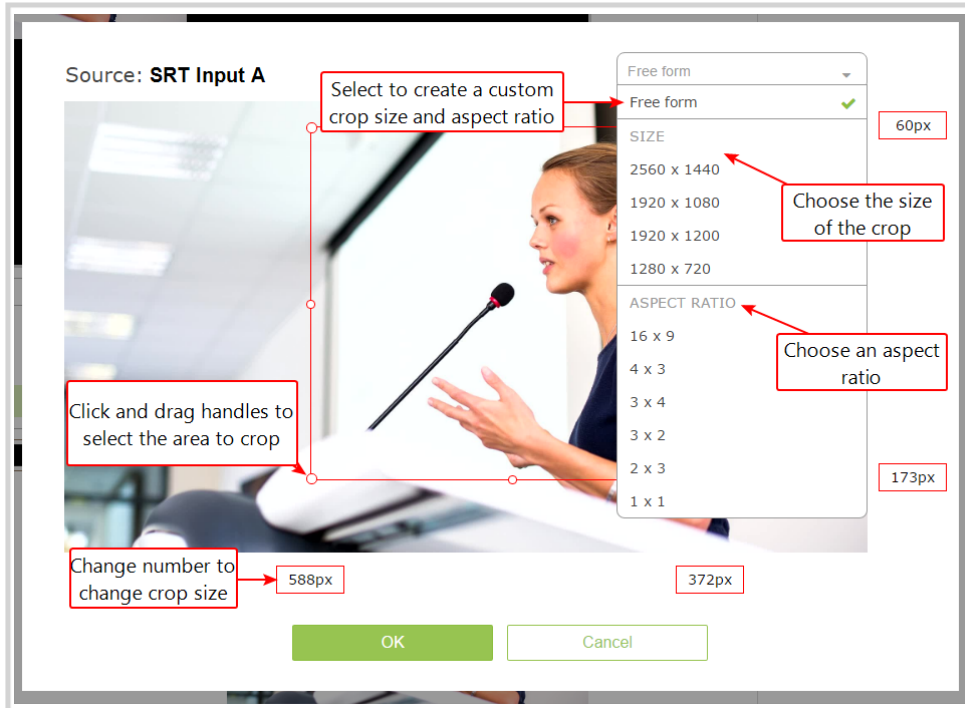 Source: SRT Input A
Select to create a custom
crop size and aspect ratio
Free form
Free form
SIZE
2560 x 1440
1920 x 1080
1920 x 1200
1280 x 720
60px
Choose the size
of the crop
ASPECT RATIO
16 x 9
4 x 3
3 x 4
3 x 2
2 x 3
1 x 1
Choose an aspect
ratio
Click and drag handles to
select the area to crop
173px
Change number to
change crop size
588px
372px
OK
Cancel